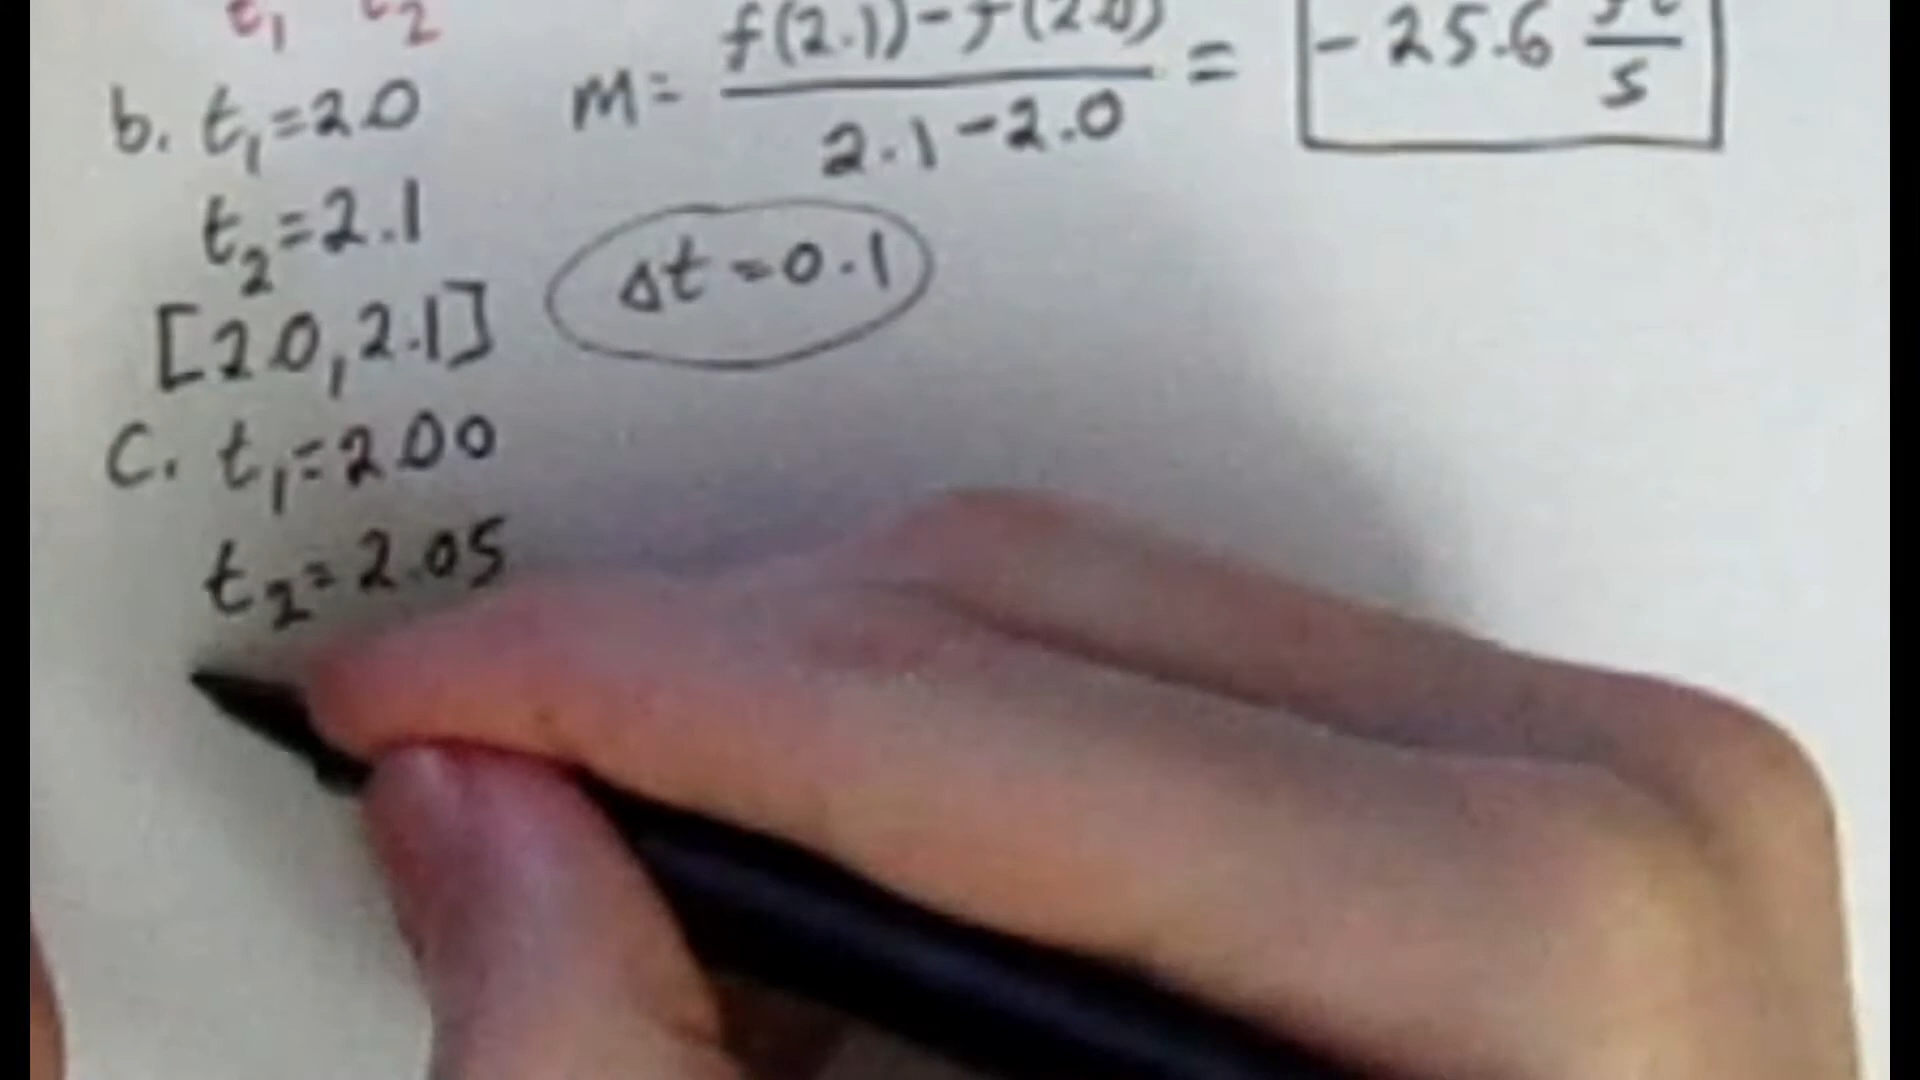 t₁ t₂
b. t₁=2.0 m= f(2.1)-f(2.0) / 2.1-2.0 = -25.6 ft/s
t₂=2.1
Δt=0.1
[2.0,2.1]
C. t₁=2.00
t₂=2.05